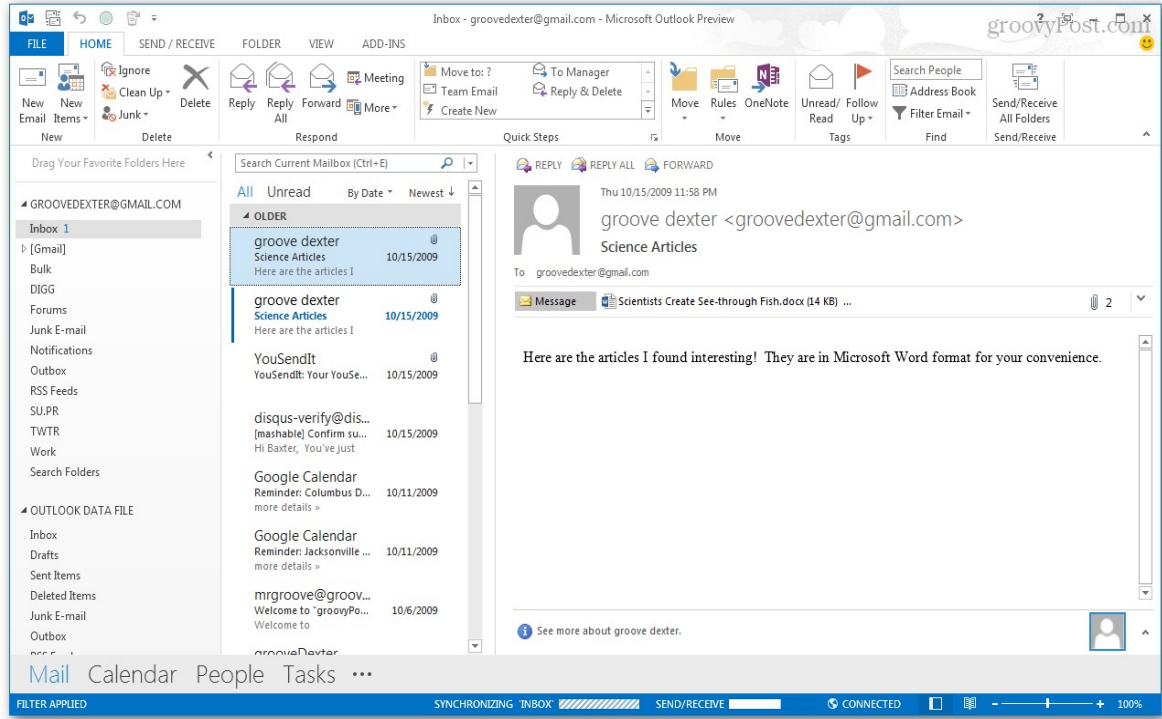 Inbox - groovedexter@gmail.com - Microsoft Outlook Preview
groovyPost.com
FILE HOME SEND / RECEIVE FOLDER VIEW ADD-INS
Ignore
Clean Up
Junk
New Email
New Items
Delete
Reply
Reply All
Forward
Meeting
More
Move to: ?
Team Email
Create New
To Manager
Reply & Delete
Move
Rules
OneNote
Unread/ Read
Follow Up
Search People
Address Book
Filter Email
Send/Receive All Folders
New Delete Respond Quick Steps Move Tags Find Send/Receive
Drag Your Favorite Folders Here
GROOVEDEXTER@GMAIL.COM
Inbox 1
[Gmail]
Bulk
DIGG
Forums
Junk E-mail
Notifications
Outbox
RSS Feeds
SU.PR
TWTR
Work
Search Folders
OUTLOOK DATA FILE
Inbox
Drafts
Sent Items
Deleted Items
Junk E-mail
Outbox
Search Current Mailbox (Ctrl+E)
All Unread By Date Newest
OLDER
groove dexter
Science Articles 10/15/2009
Here are the articles I
groove dexter
Science Articles 10/15/2009
Here are the articles I
YouSendIt
YouSendIt: Your YouSe... 10/15/2009
disqus-verify@dis...
[mashable] Confirm su... 10/15/2009
Hi Baxter, You've just
Google Calendar
Reminder: Columbus D... 10/11/2009
more details »
Google Calendar
Reminder: Jacksonville ... 10/11/2009
more details »
mrgroove@groov...
Welcome to "groovyPo... 10/6/2009
Welcome to
grooveDexter
REPLY REPLY ALL FORWARD
Thu 10/15/2009 11:58 PM
groove dexter <groovedexter@gmail.com>
Science Articles
To groovedexter@gmail.com
Message Scientists Create See-through Fish.docx (14 KB) ... 2
Here are the articles I found interesting! They are in Microsoft Word format for your convenience.
See more about groove dexter.
Mail Calendar People Tasks •••
FILTER APPLIED SYNCHRONIZING 'INBOX' SEND/RECEIVE CONNECTED 100%